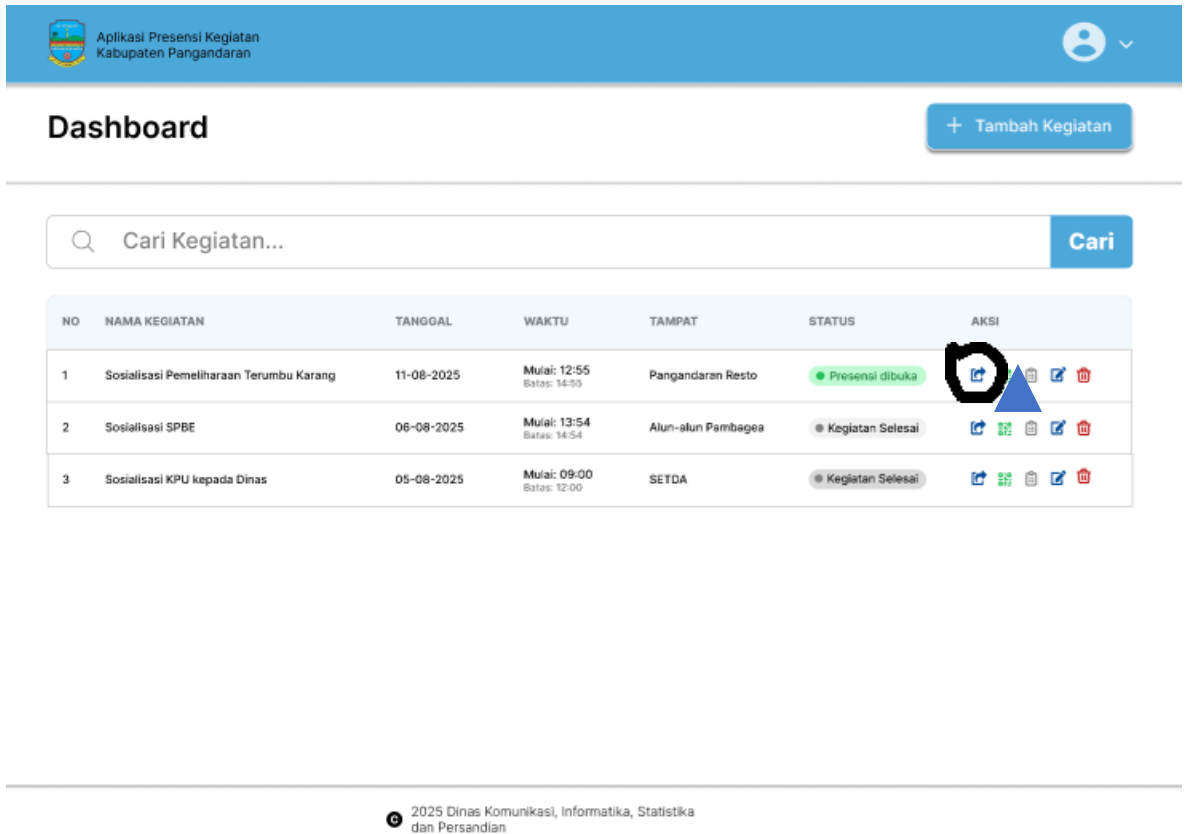 Aplikasi Presensi Kegiatan
Kabupaten Pangandaran
Dashboard
+ Tambah Kegiatan
Cari Kegiatan...
Cari
NO NAMA KEGIATAN TANGGAL WAKTU TAMPAT STATUS AKSI
1 Sosialisasi Pemeliharaan Terumbu Karang 11-08-2025 Mulai: 12:55 Pangandaran Resto Presensi dibuka
Batas: 14:55
2 Sosialisasi SPBE 06-08-2025 Mulai: 13:54 Alun-alun Pambagea Kegiatan Selesai
Batas: 14:54
3 Sosialisasi KPU kepada Dinas 05-08-2025 Mulai: 09:00 SETDA Kegiatan Selesai
Batas: 12:00
2025 Dinas Komunikasi, Informatika, Statistika
dan Persandian